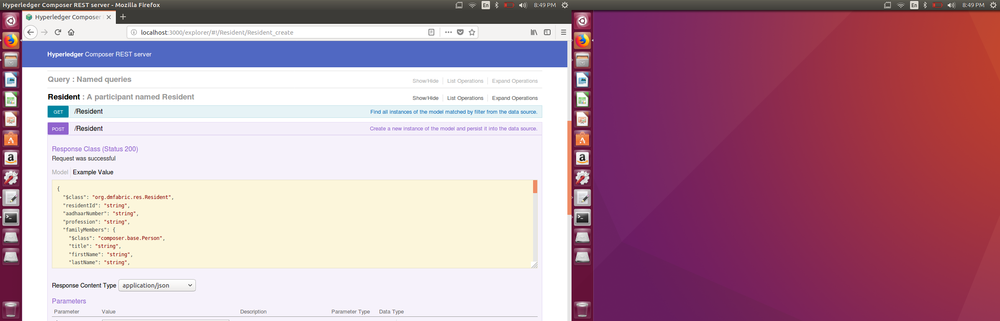 Hyperledger Composer REST server - Mozilla Firefox
En
8:49 PM
En
8:49 PM
Hyperledger Composer
localhost:3000/explorer/#!/Resident/Resident_create
Hyperledger Composer REST server
Query : Named queries
Show/Hide
List Operations
Expand Operations
Resident : A participant named Resident
Show/Hide
List Operations
Expand Operations
GET
/Resident
Find all instances of the model matched by filter from the data source.
POST
/Resident
Create a new instance of the model and persist it into the data source.
Response Class (Status 200)
Request was successful
Model
Example Value
{
"$class": "org.dmfabric.res.Resident",
"residentId": "string",
"aadhaarNumber": "string",
"profession": "string",
"familyMembers": {
"$class": "composer.base.Person",
"title": "string",
"firstName": "string",
"lastName": "string",
Response Content Type
application/json
Parameters
Parameter
Value
Description
Parameter Type
Data Type